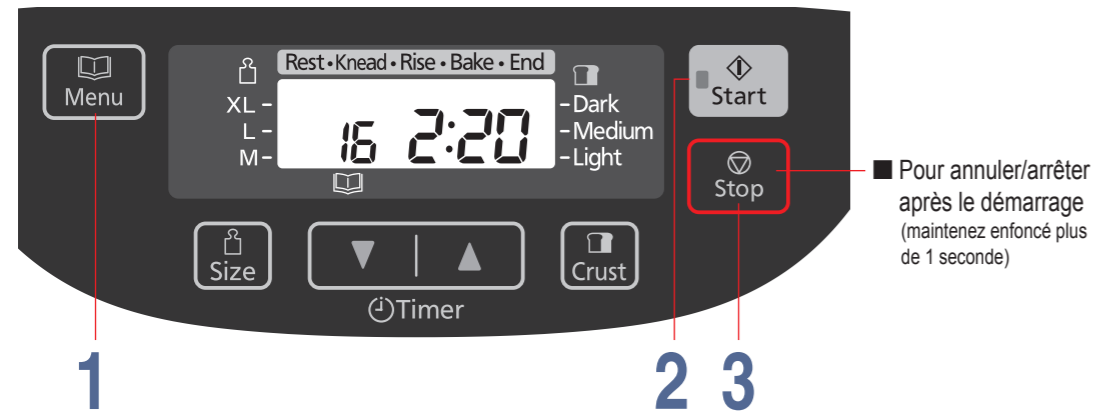 Menu
Rest•Knead•Rise•Bake•End
XL -
L -
M -
16 2:20
- Dark
- Medium
- Light
Start
Stop
Size
Timer
Crust
■ Pour annuler/arrêter
après le démarrage
(maintenez enfoncé plus
de 1 seconde)
1
2
3